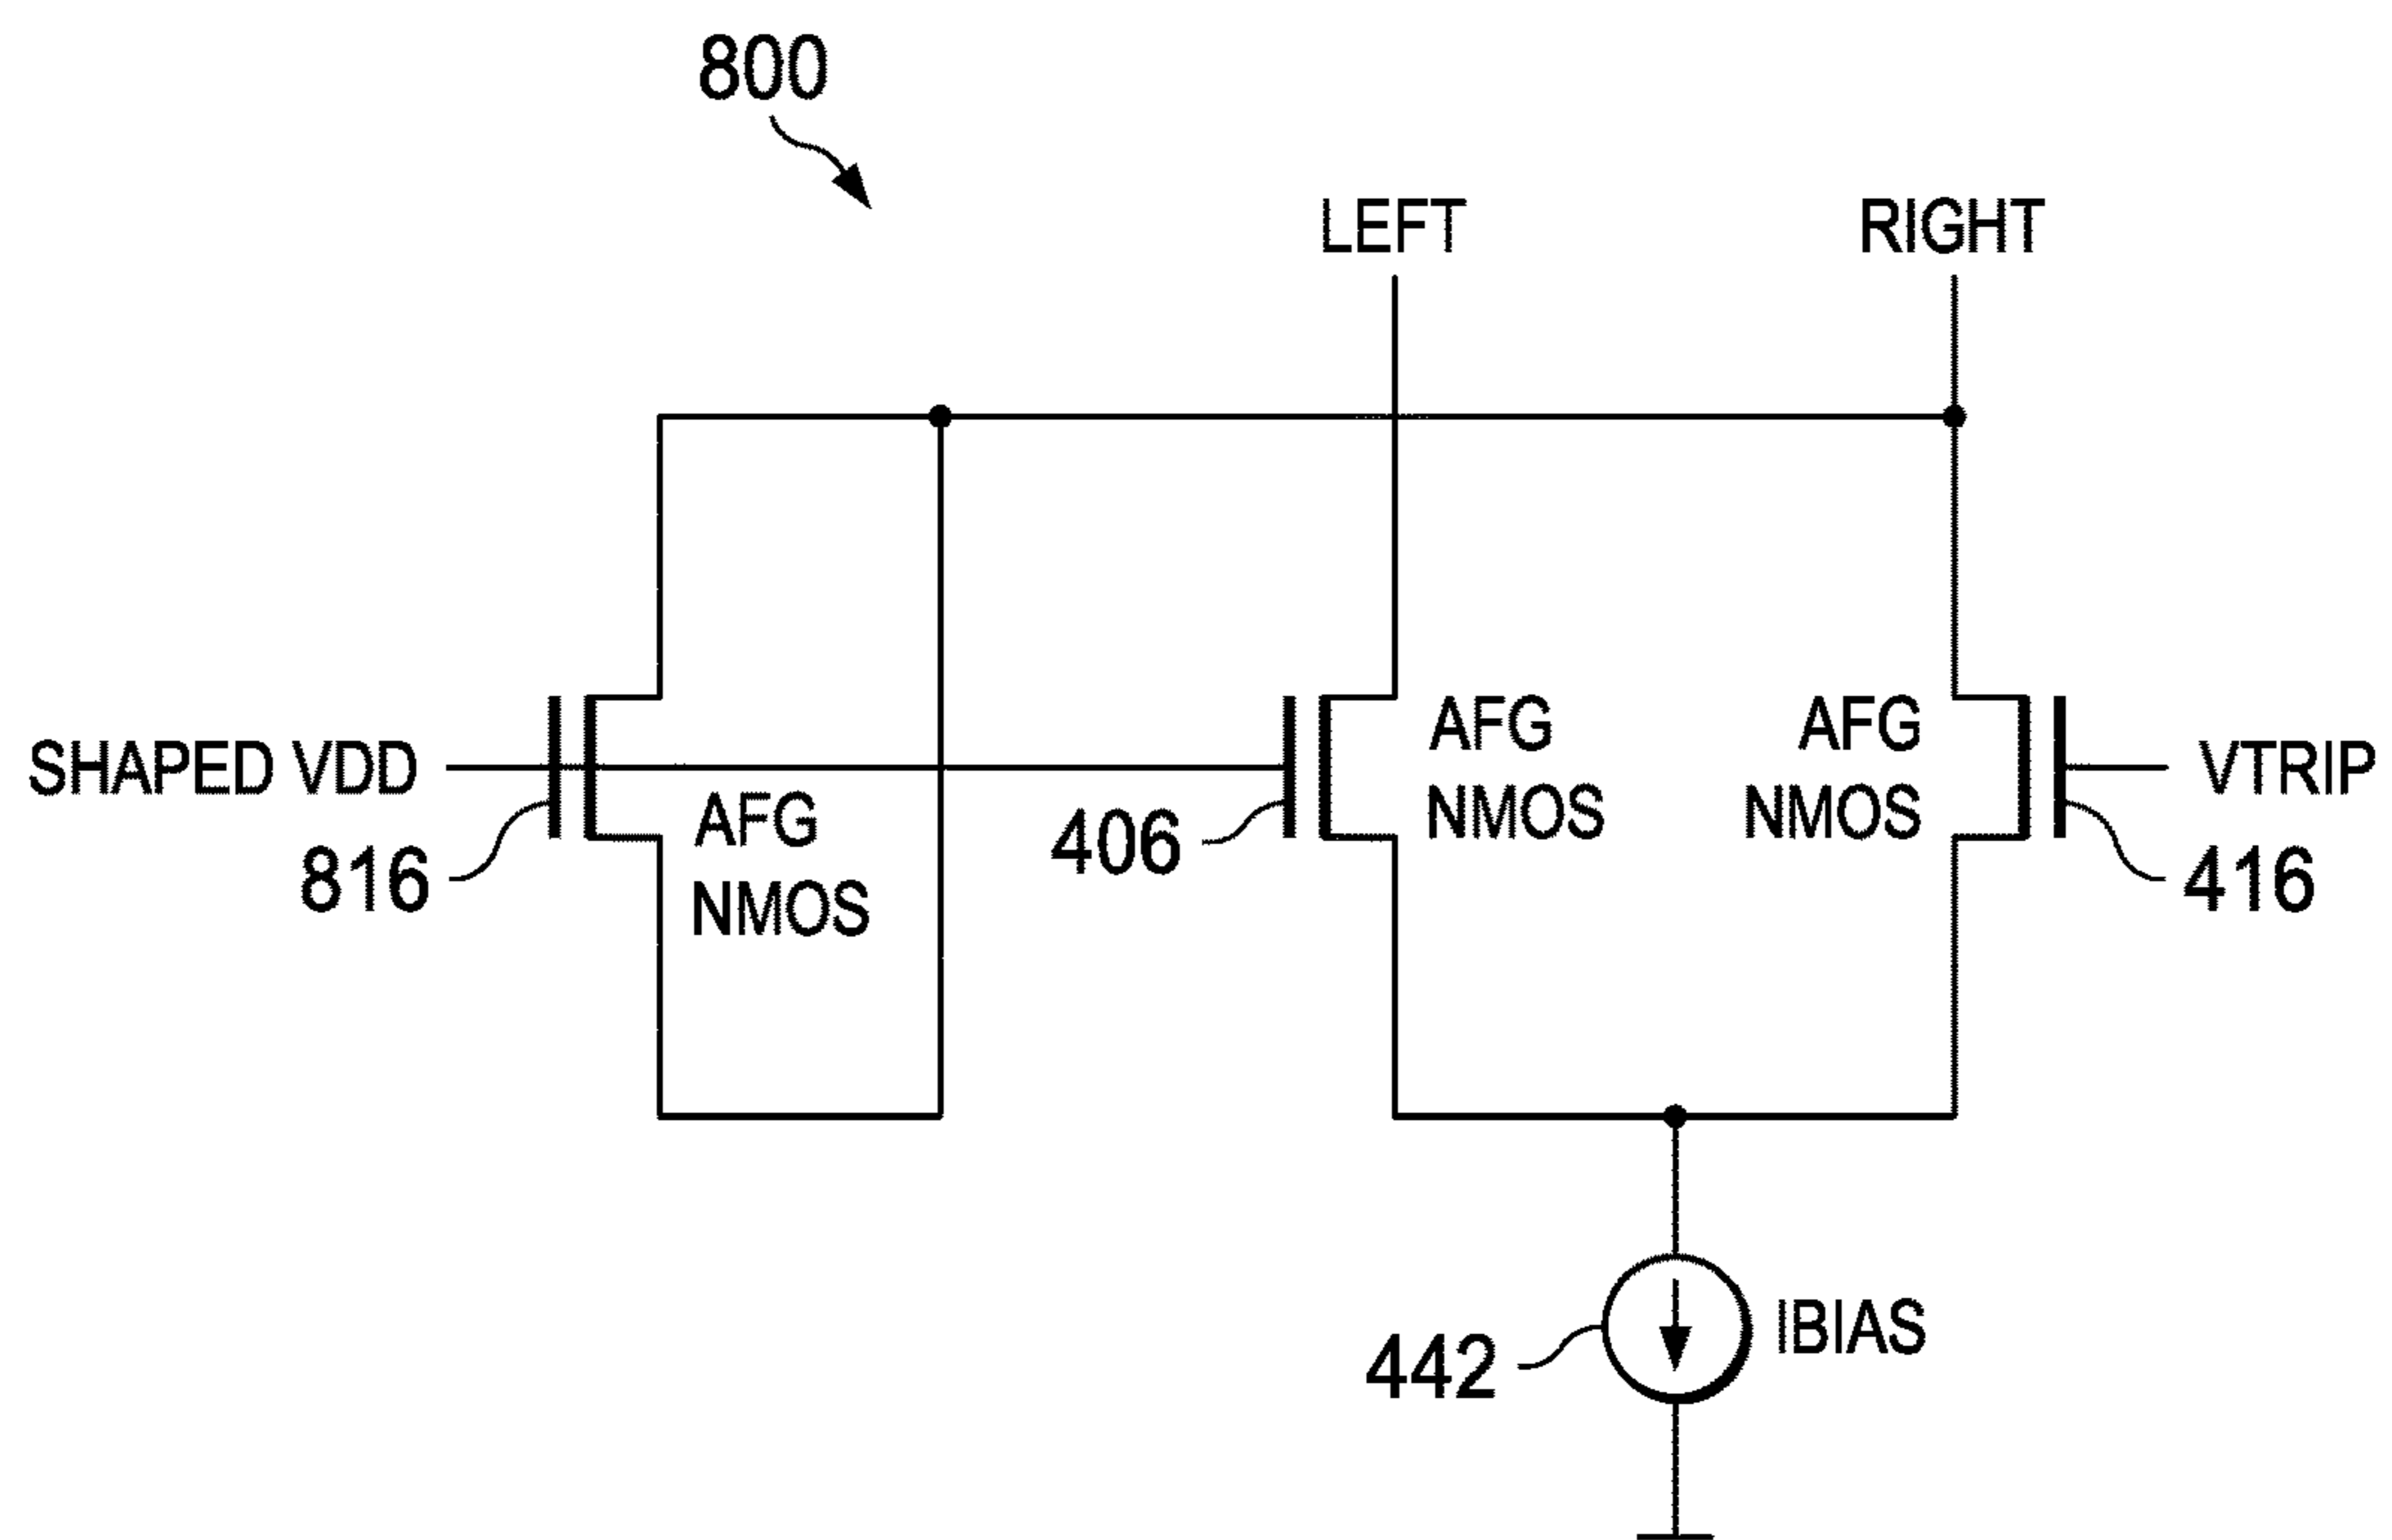 800
LEFT
RIGHT
SHAPED VDD
816
AFG
NMOS
406
AFG
NMOS
AFG
NMOS
VTRIP
416
442
IBIAS